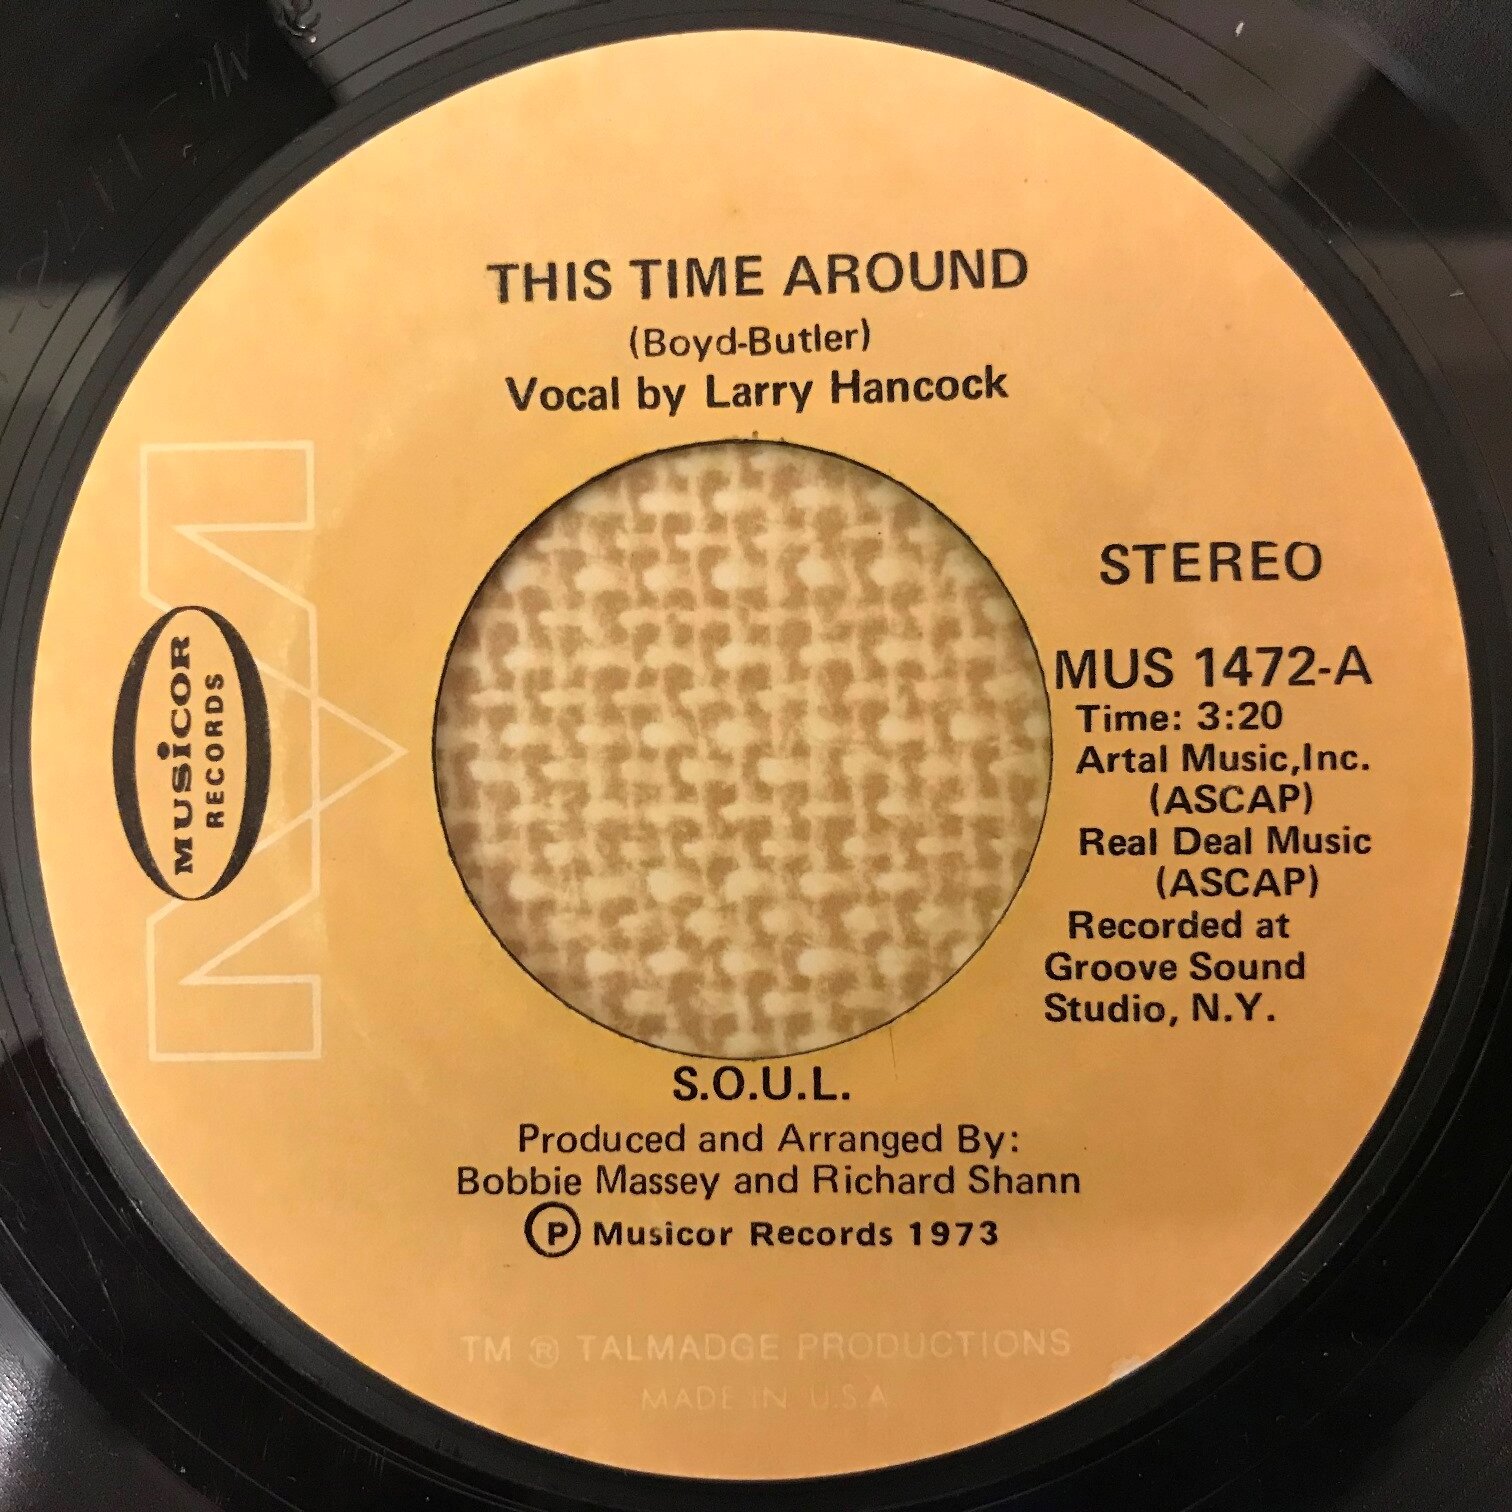 THIS TIME AROUND
(Boyd-Butler)
Vocal by Larry Hancock
MUSICOR
RECORDS
STEREO
MUS 1472-A
Time: 3:20
Artal Music,Inc.
(ASCAP)
Real Deal Music
(ASCAP)
Recorded at
Groove Sound
Studio, N.Y.
S.O.U.L.
Produced and Arranged By:
Bobbie Massey and Richard Shann
Ⓟ Musicor Records 1973
TM ® TALMADGE PRODUCTIONS
MADE IN U.S.A